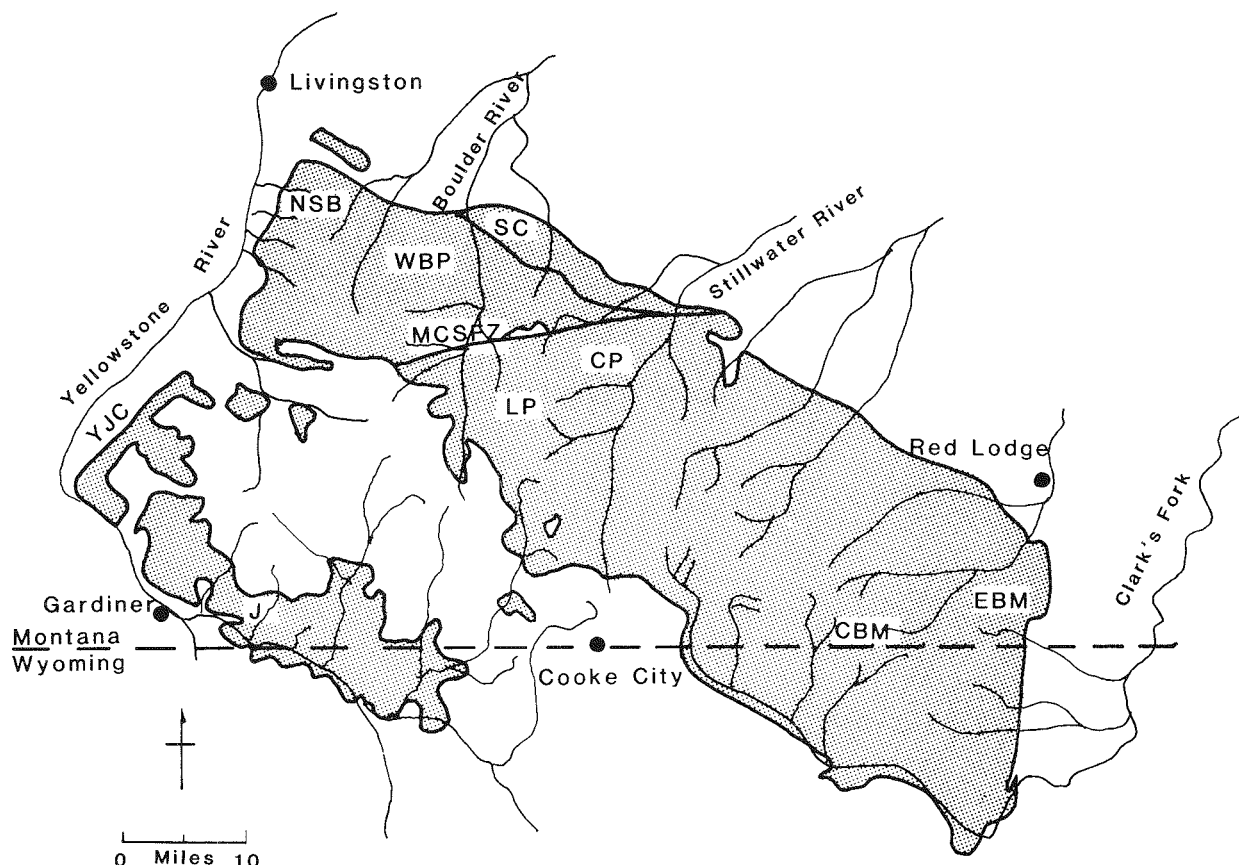 Livingston
Boulder River
NSB
SC
River
WBP
Stillwater River
Yellowstone
MCSFZ
CP
YJC
LP
Red Lodge
Clark's Fork
Gardiner
J
EBM
CBM
Montana
Wyoming
Cooke City
0 Miles 10